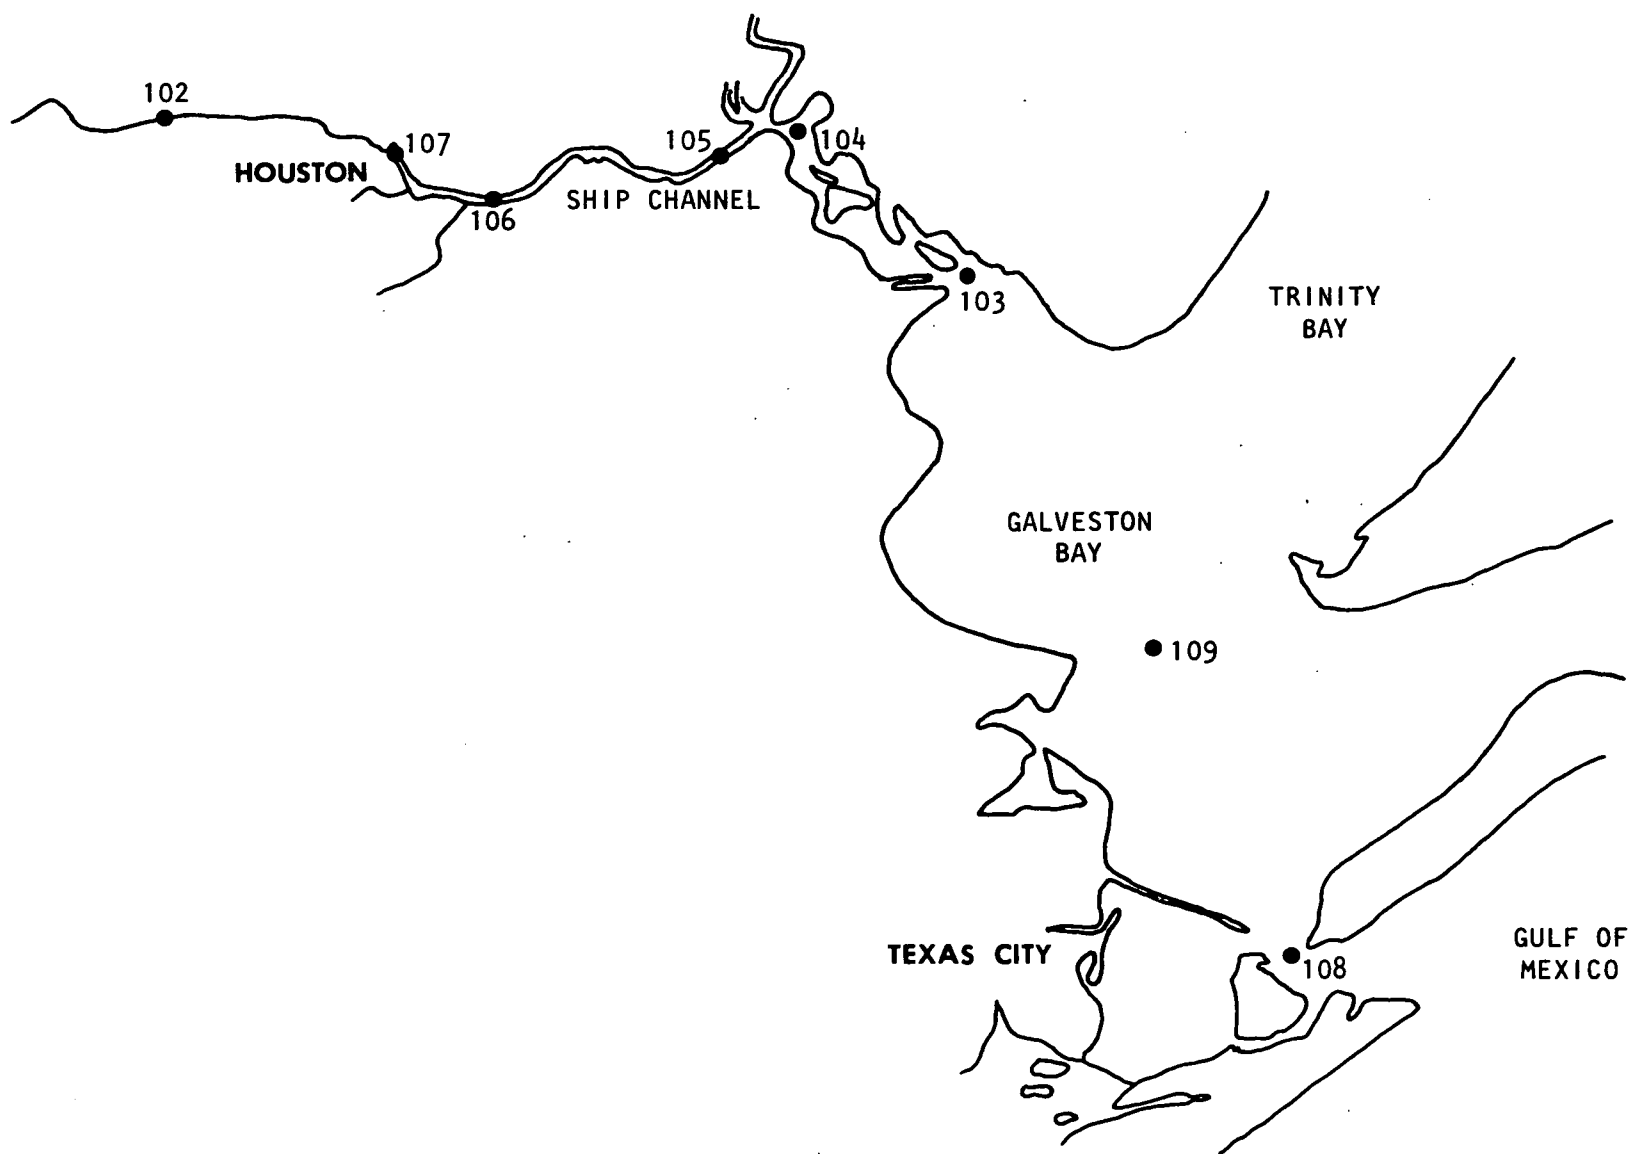 102
107
HOUSTON
106
SHIP CHANNEL
105
104
103
TRINITY
BAY
GALVESTON
BAY
109
TEXAS CITY
108
GULF OF
MEXICO